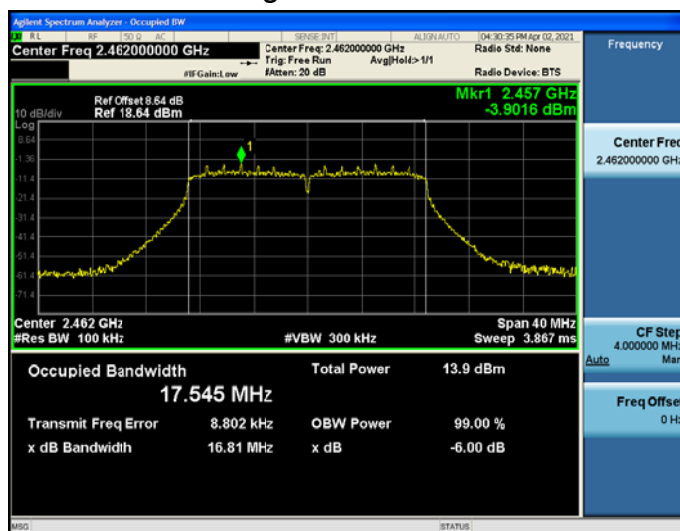 Agilent Spectrum Analyzer - Occupied BW
RL RF 50 Ω AC SENSE:INT ALIGN AUTO 04:30:35 PM Apr 02, 2021
Center Freq 2.462000000 GHz
Center Freq: 2.462000000 GHz
Radio Std: None
Trig: Free Run Avg|Hold:> 1/1
#IFGain:Low #Atten: 20 dB Radio Device: BTS
Frequency
Ref Offset 8.64 dB
10 dB/div Ref 18.64 dBm
Mkr1 2.457 GHz
-3.9016 dBm
Log
8.64
-1.36
-11.4
-21.4
-31.4
-41.4
-51.4
-61.4
-71.4
1
Center Freq
2.462000000 GHz
Center 2.462 GHz Span 40 MHz
#Res BW 100 kHz #VBW 300 kHz Sweep 3.867 ms
CF Step
4.000000 MHz
Auto Man
Occupied Bandwidth Total Power 13.9 dBm
17.545 MHz
Transmit Freq Error 8.802 kHz OBW Power 99.00 %
x dB Bandwidth 16.81 MHz x dB -6.00 dB
Freq Offset
0 Hz
MSG STATUS